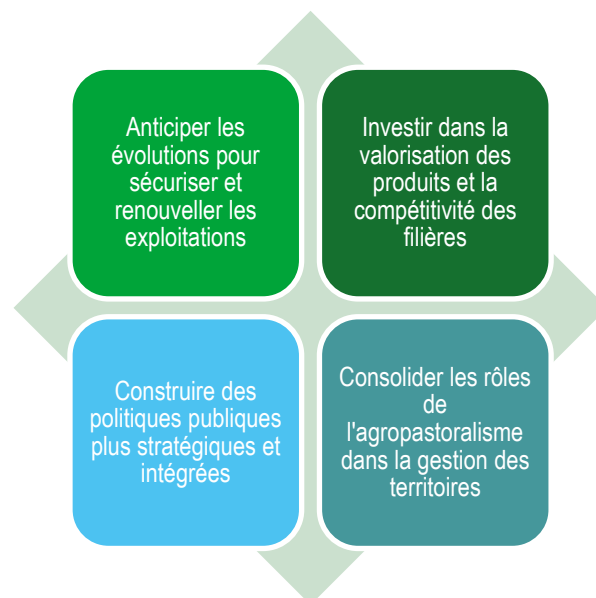 Anticiper les
évolutions pour
sécuriser et
renouveller les
exploitations
Investir dans la
valorisation des
produits et la
compétitivité des
filières
Construire des
politiques publiques
plus stratégiques et
intégrées
Consolider les rôles
de
l'agropastoralisme
dans la gestion des
territoires